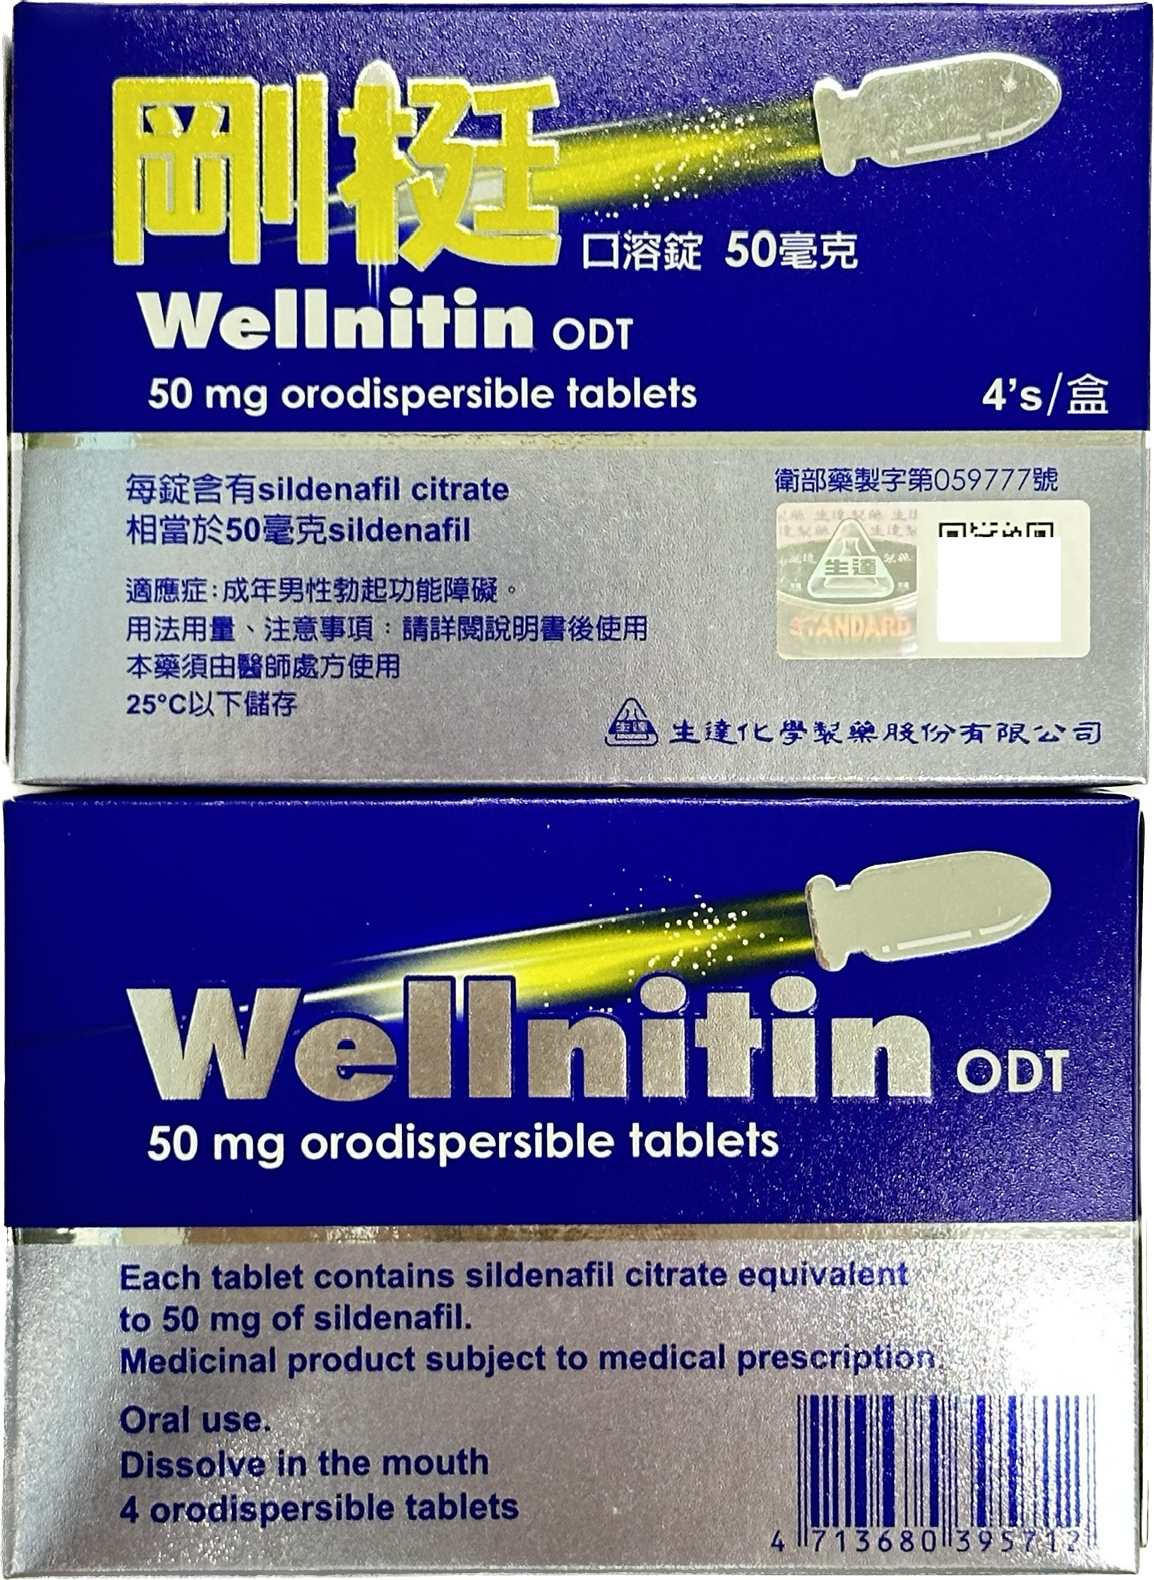 剛挺 口溶錠 50毫克
Wellnitin ODT
50 mg orodispersible tablets
4's/盒
每錠含有sildenafil citrate
相當於50毫克sildenafil
適應症:成年男性勃起功能障礙。
用法用量、注意事項:請詳閱說明書後使用
本藥須由醫師處方使用
25°C以下儲存
衛部藥製字第059777號
生達
STANDARD
生達 生達化學製藥股份有限公司
Wellnitin ODT
50 mg orodispersible tablets
Each tablet contains sildenafil citrate equivalent
to 50 mg of sildenafil.
Medicinal product subject to medical prescription.
Oral use.
Dissolve in the mouth
4 orodispersible tablets
4 713680 395712